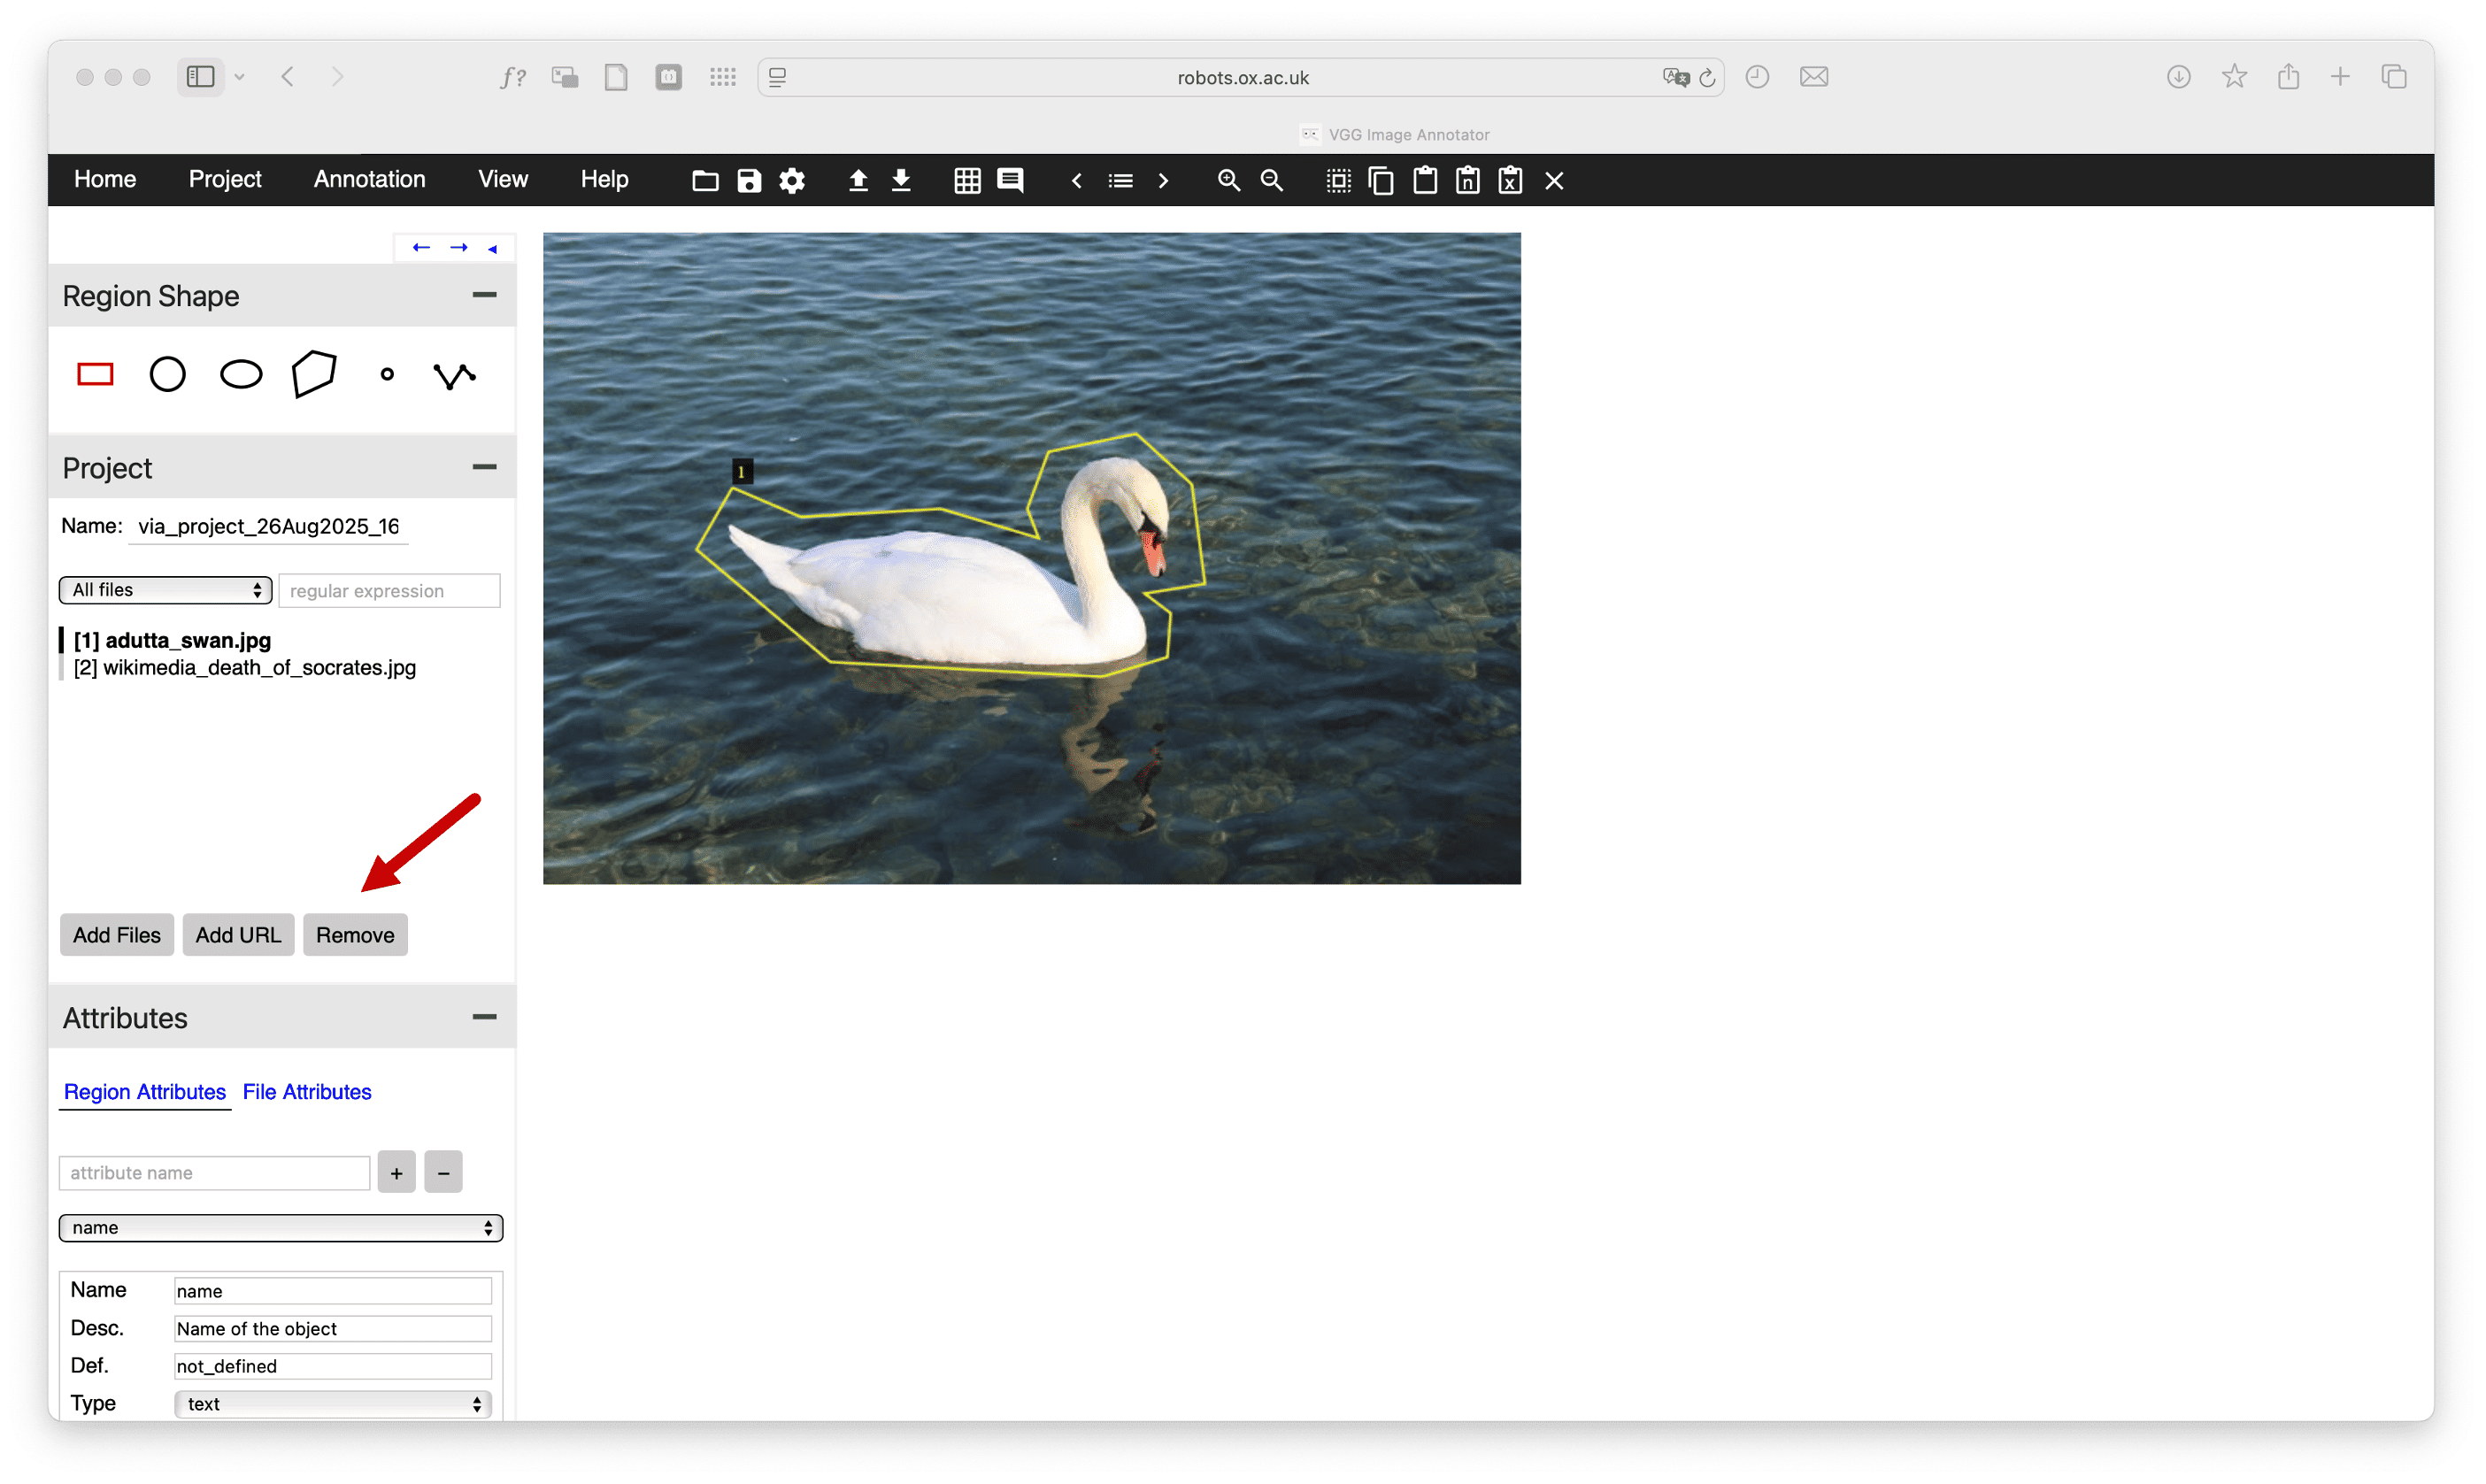 robots.ox.ac.uk
VGG Image Annotator
Home Project Annotation View Help
Region Shape
Project
Name: via_project_26Aug2025_16
All files regular expression
[1] adutta_swan.jpg
[2] wikimedia_death_of_socrates.jpg
1
Add Files Add URL Remove
Attributes
Region Attributes File Attributes
attribute name + −
name
Name name
Desc. Name of the object
Def. not_defined
Type text